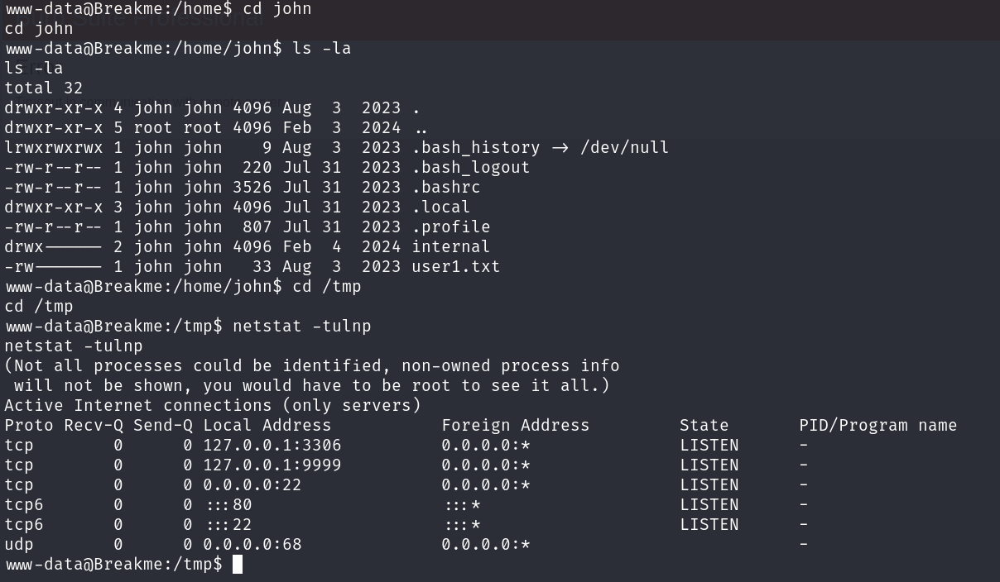 www-data@Breakme:/home$ cd john
cd john
www-data@Breakme:/home/john$ ls -la
ls -la
total 32
drwxr-xr-x 4 john john 4096 Aug  3  2023 .
drwxr-xr-x 5 root root 4096 Feb  3  2024 ..
lrwxrwxrwx 1 john john    9 Aug  3  2023 .bash_history -> /dev/null
-rw-r--r-- 1 john john  220 Jul 31  2023 .bash_logout
-rw-r--r-- 1 john john 3526 Jul 31  2023 .bashrc
drwxr-xr-x 3 john john 4096 Jul 31  2023 .local
-rw-r--r-- 1 john john  807 Jul 31  2023 .profile
drwx------ 2 john john 4096 Feb  4  2024 internal
-rw------- 1 john john   33 Aug  3  2023 user1.txt
www-data@Breakme:/home/john$ cd /tmp
cd /tmp
www-data@Breakme:/tmp$ netstat -tulnp
netstat -tulnp
(Not all processes could be identified, non-owned process info
 will not be shown, you would have to be root to see it all.)
Active Internet connections (only servers)
Proto Recv-Q Send-Q Local Address           Foreign Address         State       PID/Program name
tcp        0      0 127.0.0.1:3306          0.0.0.0:*               LISTEN      -
tcp        0      0 127.0.0.1:9999          0.0.0.0:*               LISTEN      -
tcp        0      0 0.0.0.0:22              0.0.0.0:*               LISTEN      -
tcp6       0      0 :::80                   :::*                    LISTEN      -
tcp6       0      0 :::22                   :::*                    LISTEN      -
udp        0      0 0.0.0.0:68              0.0.0.0:*                           -
www-data@Breakme:/tmp$